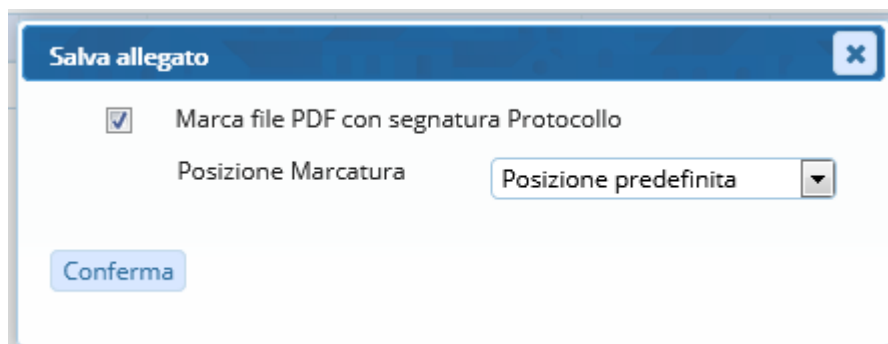 Salva allegato
Marca file PDF con segnatura Protocollo
Posizione Marcatura
Posizione predefinita
Conferma